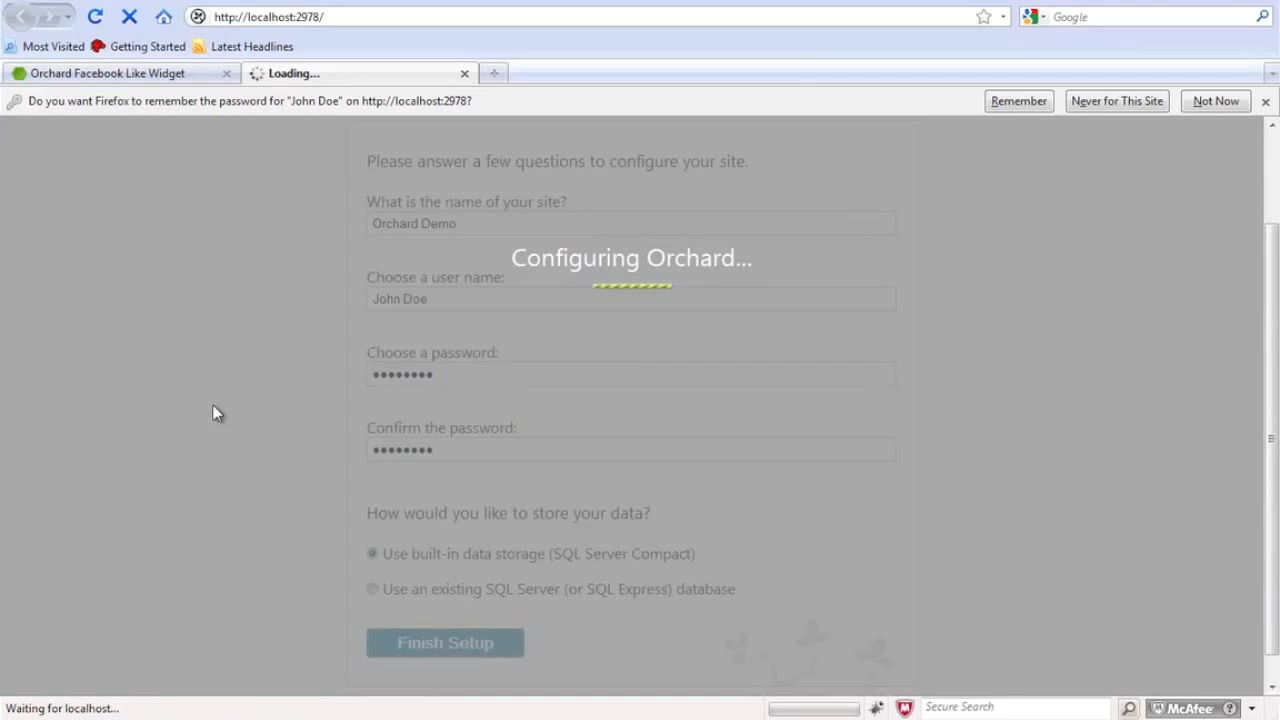 http://localhost:2978/
Google
Most Visited Getting Started Latest Headlines
Orchard Facebook Like Widget Loading...
Do you want Firefox to remember the password for "John Doe" on http://localhost:2978? Remember Never for This Site Not Now
Please answer a few questions to configure your site.
What is the name of your site?
Orchard Demo
Configuring Orchard...
Choose a user name:
John Doe
Choose a password:
••••••••
Confirm the password:
••••••••
How would you like to store your data?
Use built-in data storage (SQL Server Compact)
Use an existing SQL Server (or SQL Express) database
Finish Setup
Waiting for localhost... Secure Search McAfee